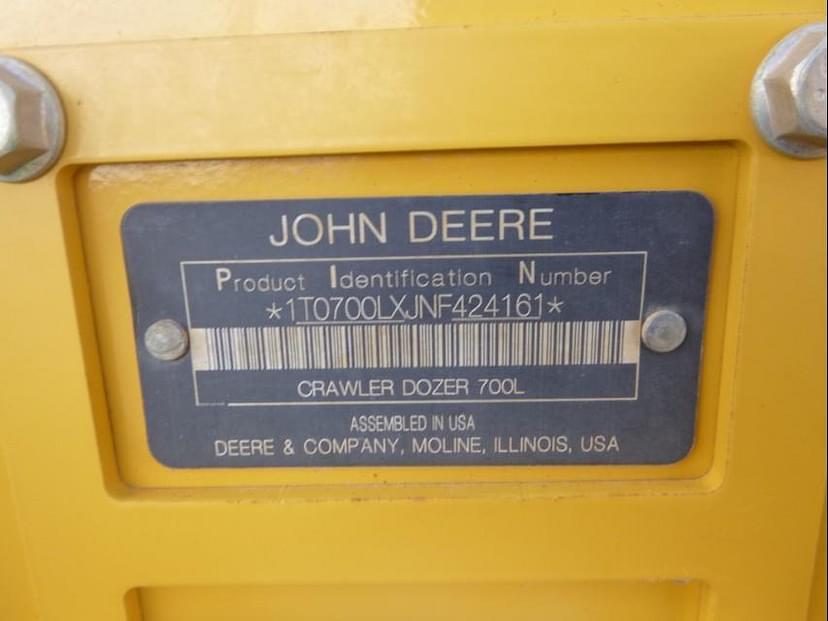 JOHN DEERE
Product Identification Number
*1T0700LXJNF424161*
CRAWLER DOZER 700L
ASSEMBLED IN USA
DEERE & COMPANY, MOLINE, ILLINOIS, USA